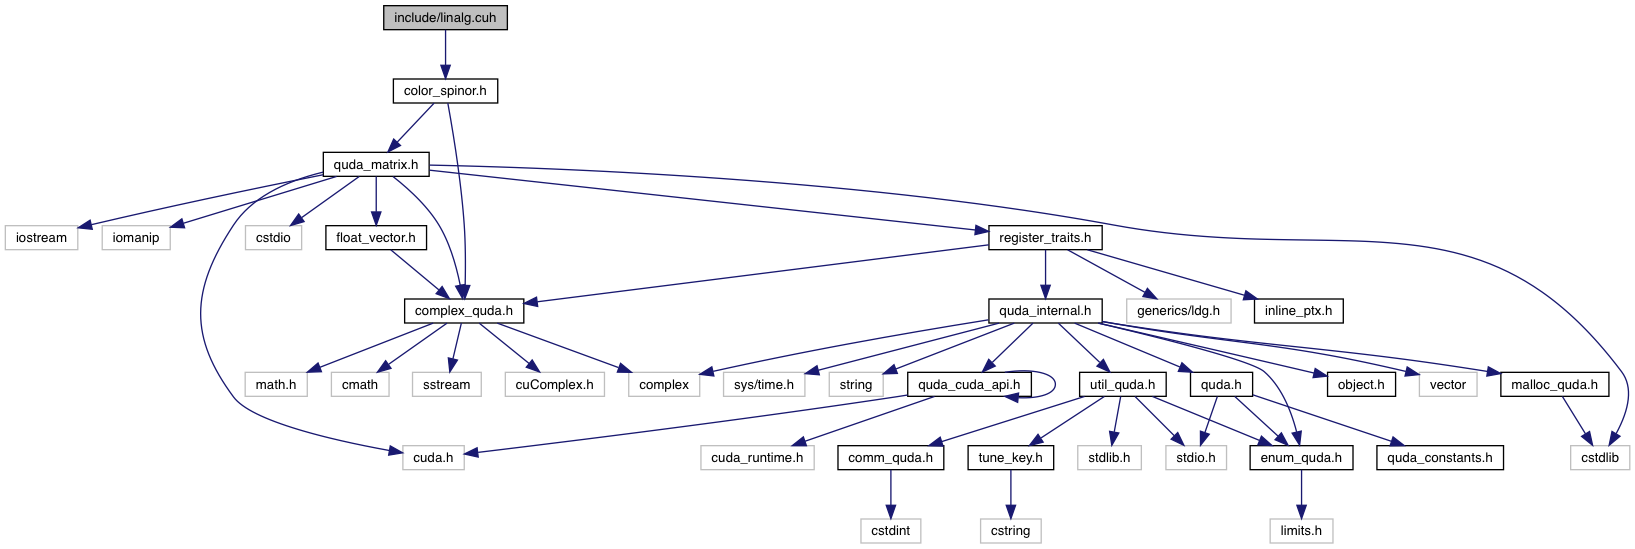 include/linalg.cuh
color_spinor.h
quda_matrix.h
iostream
iomanip
cstdio
float_vector.h
register_traits.h
complex_quda.h
quda_internal.h
generics/ldg.h
inline_ptx.h
math.h
cmath
sstream
cuComplex.h
complex
sys/time.h
string
quda_cuda_api.h
util_quda.h
quda.h
object.h
vector
malloc_quda.h
cuda.h
cuda_runtime.h
comm_quda.h
tune_key.h
stdlib.h
stdio.h
enum_quda.h
quda_constants.h
cstdlib
cstdint
cstring
limits.h